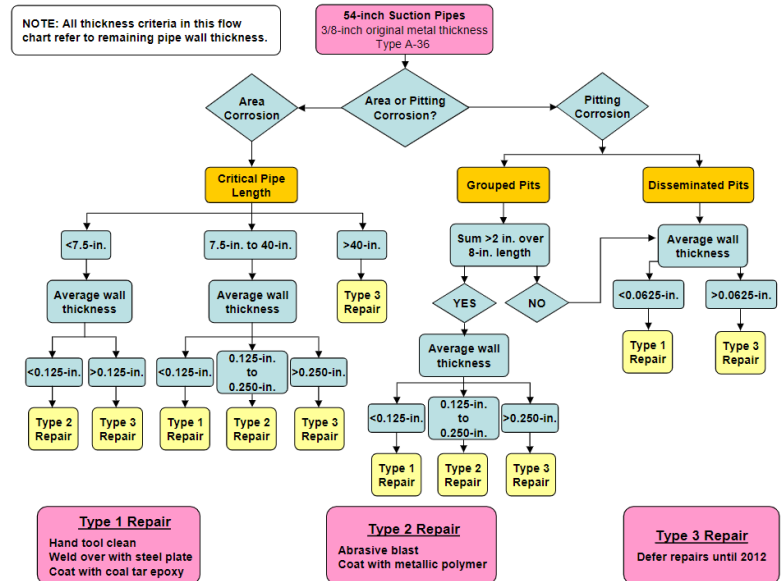 NOTE: All thickness criteria in this flow
chart refer to remaining pipe wall thickness.
54-inch Suction Pipes
3/8-inch original metal thickness
Type A-36
Area
Corrosion
Area or Pitting
Corrosion?
Pitting
Corrosion
Critical Pipe
Length
Grouped Pits
Disseminated Pits
<7.5-in.
7.5-in. to 40-in.
>40-in.
Sum >2 in. over
8-in. length
Average wall
thickness
Average wall
thickness
Average wall
thickness
Type 3
Repair
YES
NO
<0.0625-in.
>0.0625-in.
Average wall
thickness
Type 1
Repair
Type 3
Repair
<0.125-in.
>0.125-in.
<0.125-in.
0.125-in.
to
0.250-in.
>0.250-in.
Type 2
Repair
Type 3
Repair
Type 1
Repair
Type 2
Repair
Type 3
Repair
<0.125-in.
0.125-in.
to
0.250-in.
>0.250-in.
Type 1
Repair
Type 2
Repair
Type 3
Repair
Type 1 Repair
Hand tool clean
Weld over with steel plate
Coat with coal tar epoxy
Type 2 Repair
Abrasive blast
Coat with metallic polymer
Type 3 Repair
Defer repairs until 2012